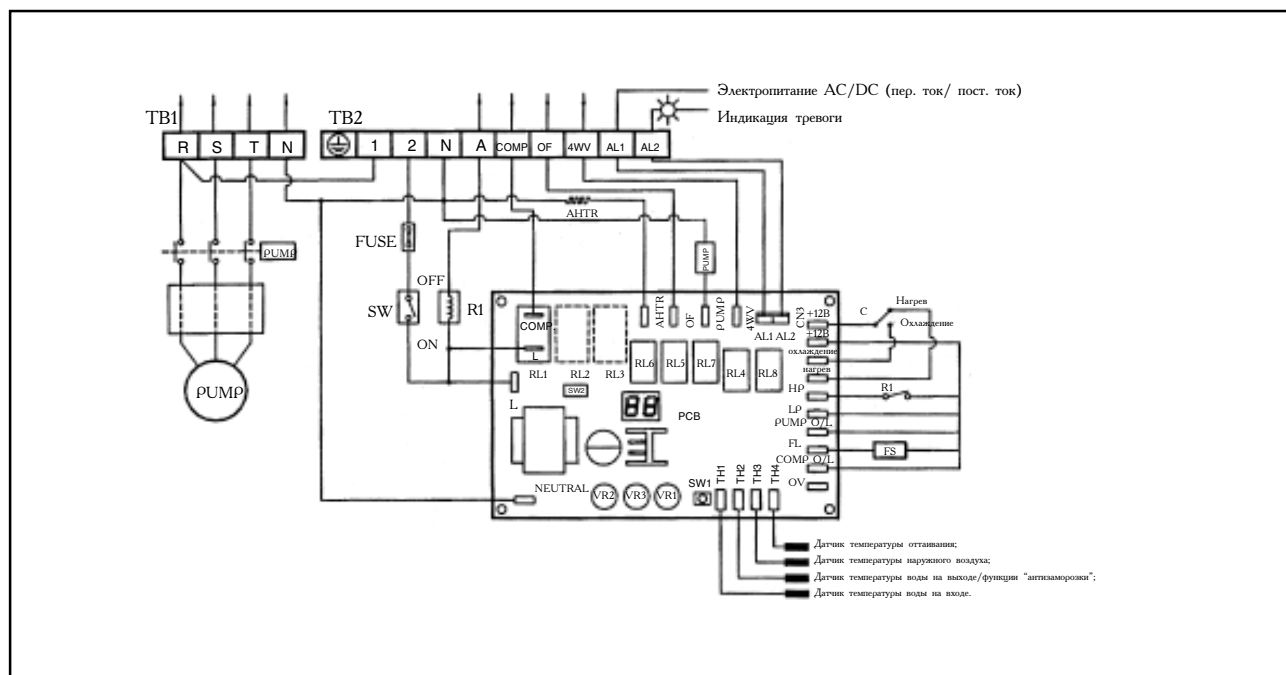 Электропитание AC/DC (пер. ток/ пост. ток)
Индикация тревоги
TB1
TB2
R S T N
1 2 N A COMP OF 4WV AL1 AL2
AHTR
FUSE
PUMP
PUMP
OFF
SW
R1
ON
COMP
L
AHTR
OF
PUMP
4WV
AL1 AL2
CN3
+12В
+12В
охлаждение
нагрев
HP
LP
PUMP O/L
FL
COMP O/L
OV
C
Нагрев
Охлаждение
R1
FS
RL1
RL2
RL3
RL6
RL5
RL7
RL4
RL8
SW2
88
PCB
L
PUMP
NEUTRAL
VR2
VR3
VR1
SW1
TH1
TH2
TH3
TH4
Датчик температуры оттаивания;
Датчик температуры наружного воздуха;
Датчик температуры воды на выходе/функции “антизаморозки”;
Датчик температуры воды на входе.